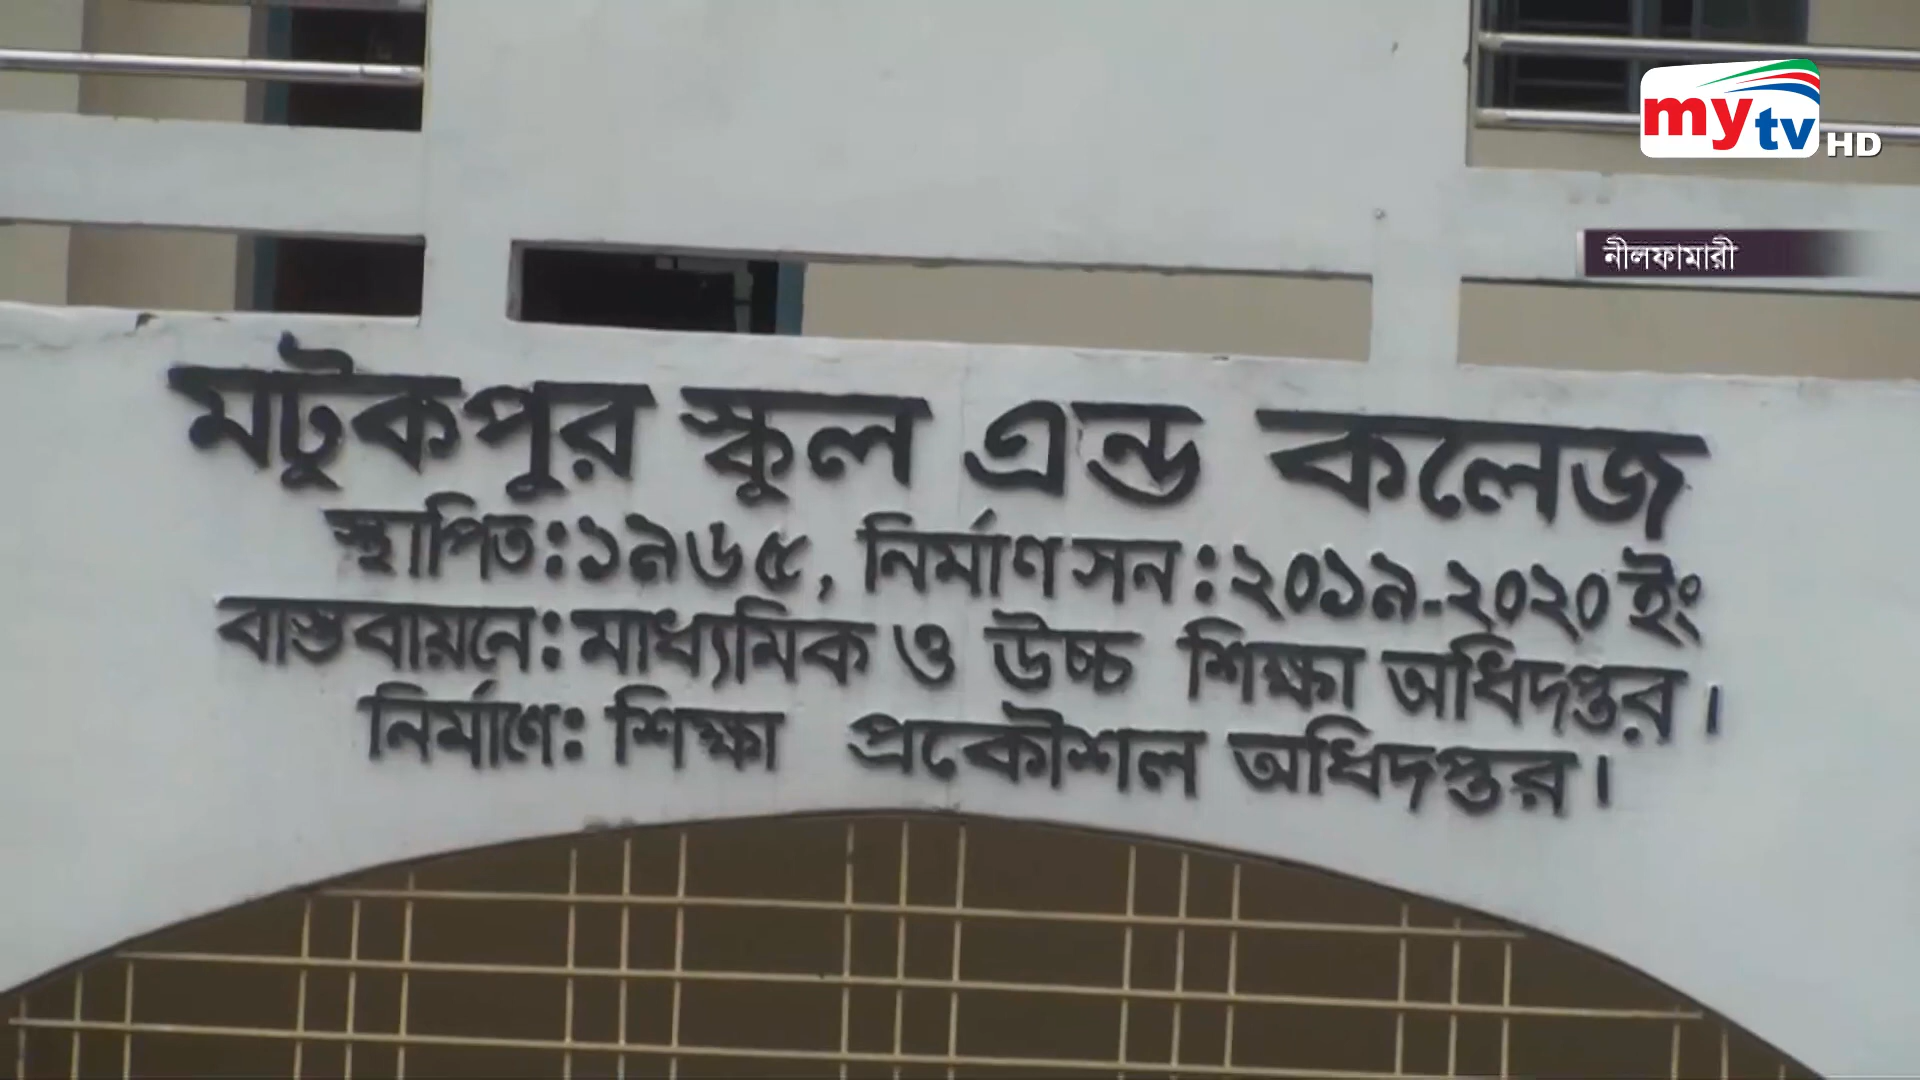 mytv HD
নীলফামারী
মটুকপুর স্কুল এন্ড কলেজ
স্থাপিত:১৯৬৫, নির্মাণ সন :২০১৯-২০২০ ইং
বাস্তবায়নে: মাধ্যমিক ও উচ্চ শিক্ষা অধিদপ্তর।
নির্মাণে: শিক্ষা প্রকৌশল অধিদপ্তর।